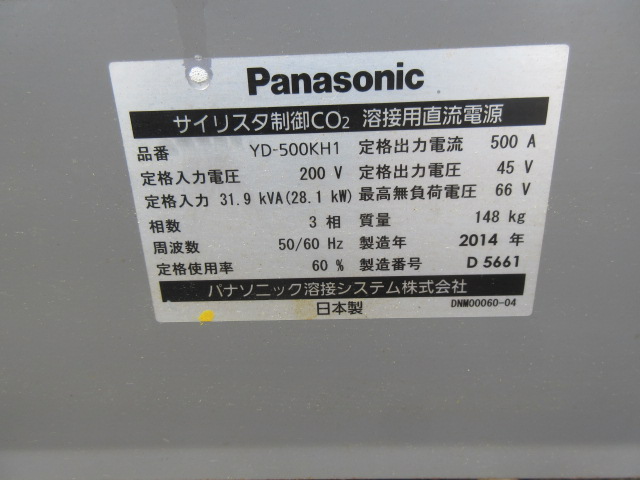 Panasonic
サイリスタ制御CO₂ 溶接用直流電源
品番 YD-500KH1 定格出力電流 500 A
定格入力電圧 200 V 定格出力電圧 45 V
定格入力 31.9 kVA(28.1 kW) 最高無負荷電圧 66 V
相数 3 相 質量 148 kg
周波数 50/60 Hz 製造年 2014 年
定格使用率 60 % 製造番号 D 5661
パナソニック溶接システム株式会社
日本製 DNM00060-04